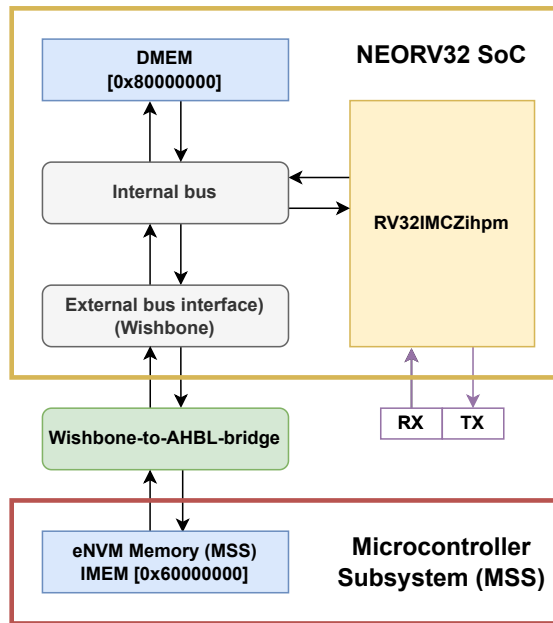 NEORV32 SoC
DMEM
[0x80000000]
Internal bus
RV32IMCZihpm
External bus interface)
(Wishbone)
RX
TX
Wishbone-to-AHBL-bridge
eNVM Memory (MSS)
IMEM [0x60000000]
Microcontroller
Subsystem (MSS)